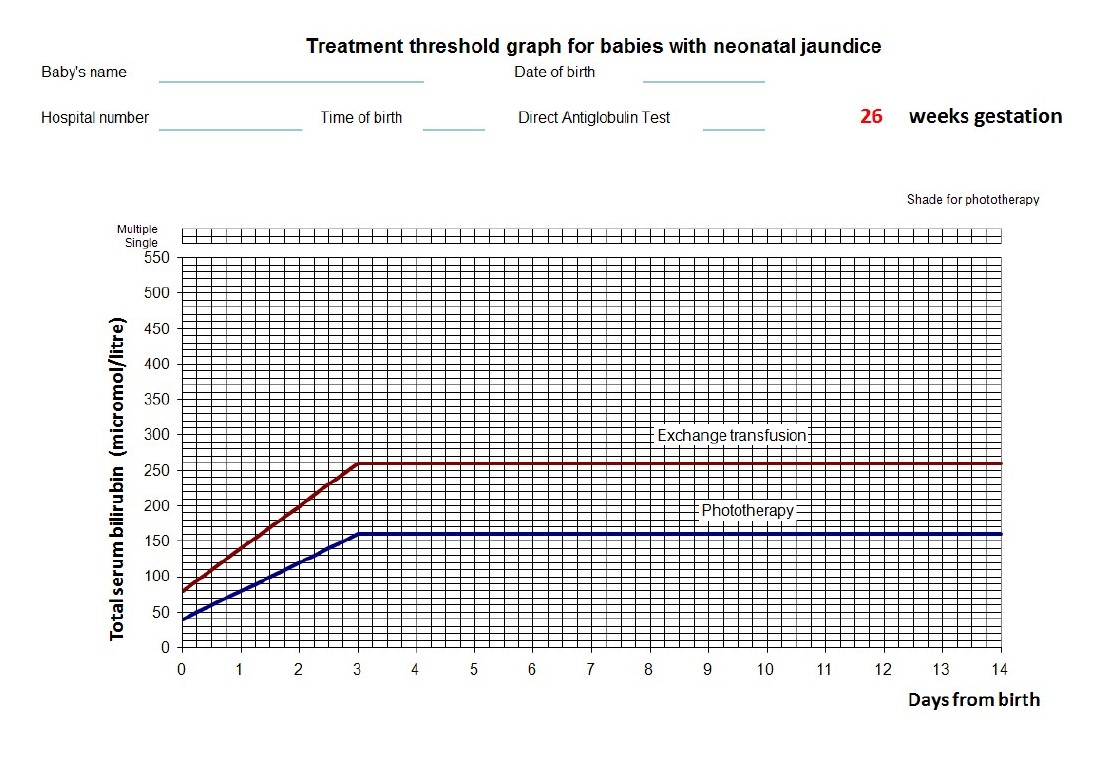 Treatment threshold graph for babies with neonatal jaundice
Baby's name
Date of birth
Hospital number
Time of birth
Direct Antiglobulin Test
26 weeks gestation
Shade for phototherapy
Multiple
Single
550
500
450
400
350
300
250
200
150
100
50
0
Total serum bilirubin (micromol/litre)
Exchange transfusion
Phototherapy
0 1 2 3 4 5 6 7 8 9 10 11 12 13 14
Days from birth